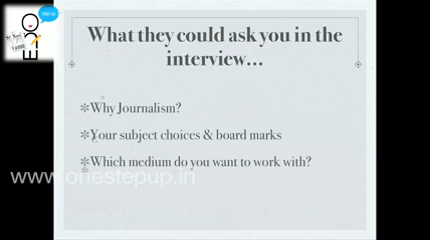 What they could ask you in the
interview...
Why Journalism?
Your subject choices & board marks
Which medium do you want to work with?
www.onestepup.in